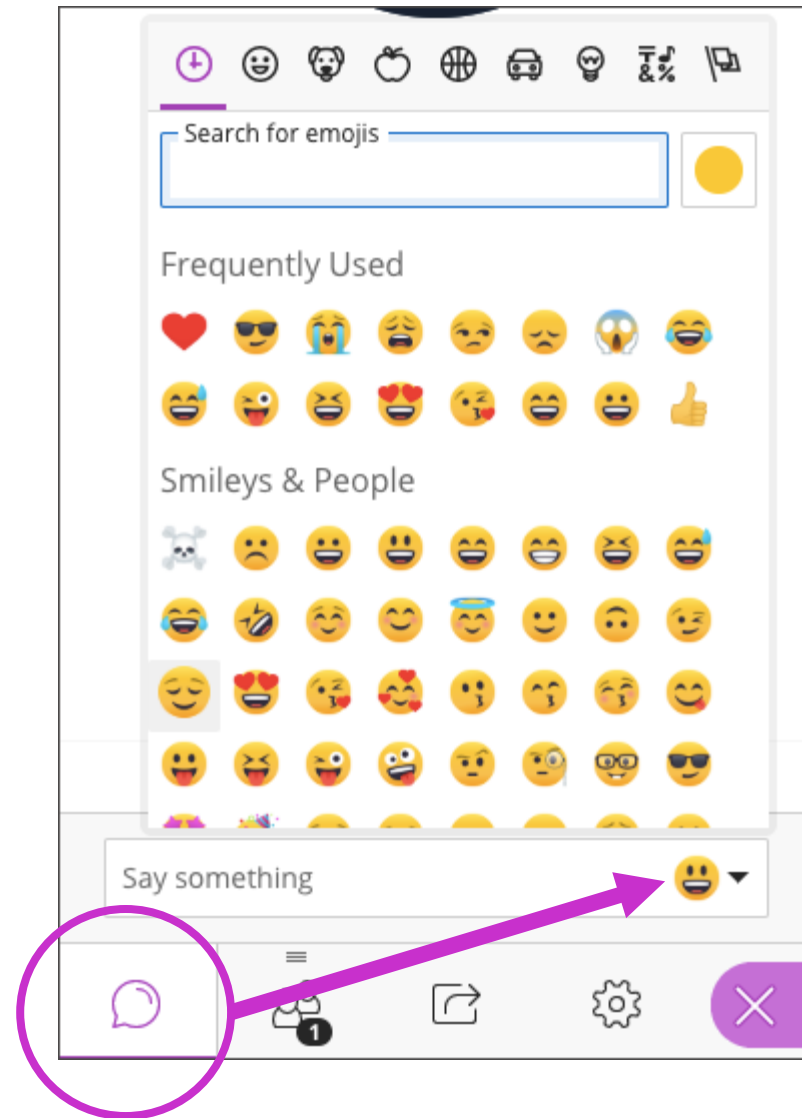 Search for emojis
Frequently Used
Smileys & People
Say something
1